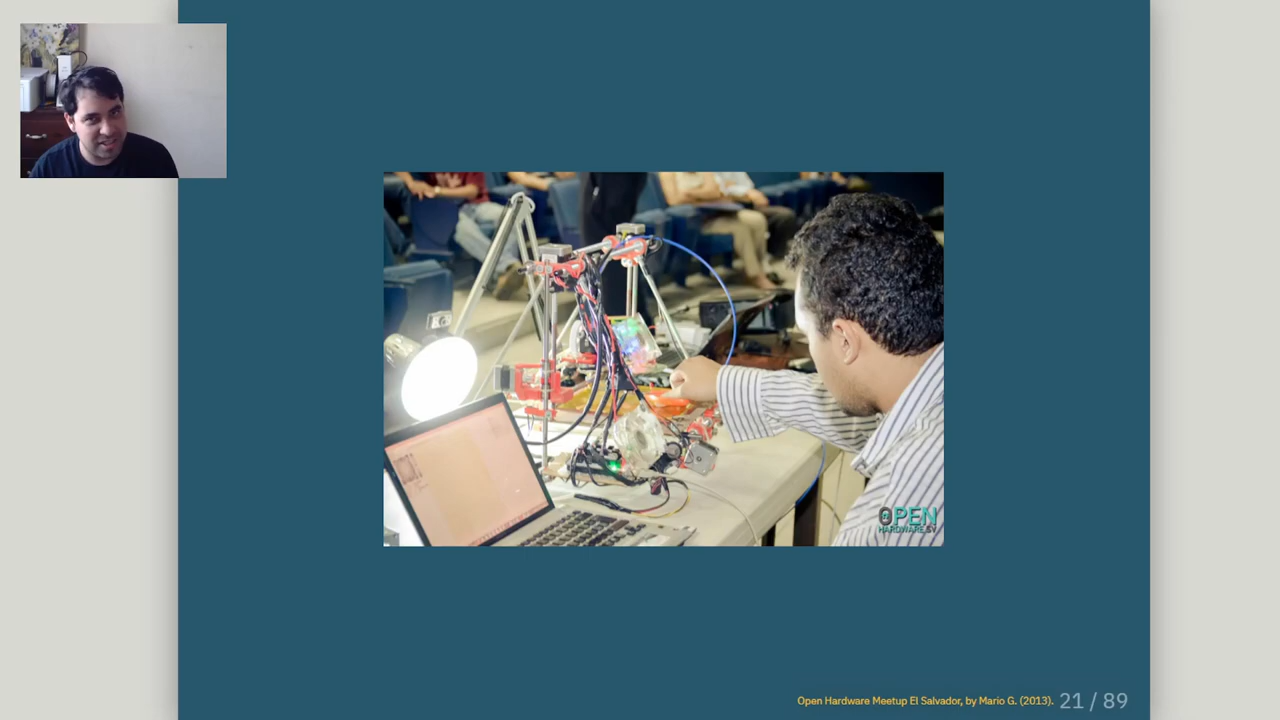 OPEN
HARDWARE.SV
Open Hardware Meetup El Salvador, by Mario G. (2013). 21 / 89